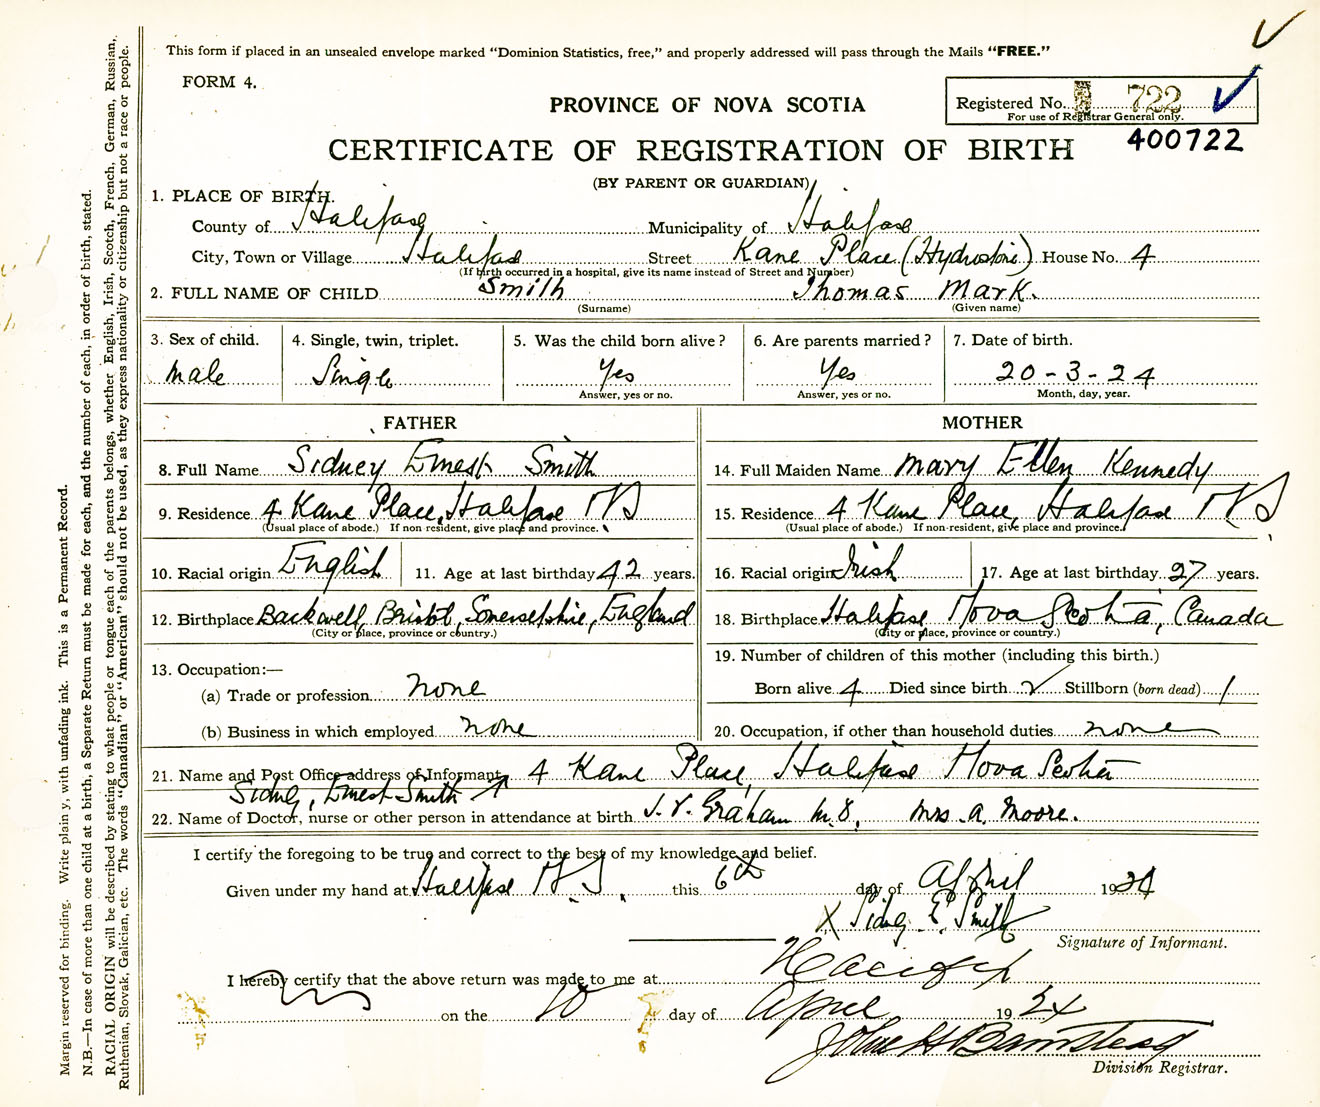 This form if placed in an unsealed envelope marked "Dominion Statistics, free," and properly addressed will pass through the Mails "FREE."
FORM 4.
PROVINCE OF NOVA SCOTIA
Registered No. 722
For use of Registrar General only.
400722
CERTIFICATE OF REGISTRATION OF BIRTH
(BY PARENT OR GUARDIAN)
1. PLACE OF BIRTH.
County of Halifax Municipality of Halifax
City, Town or Village Halifax Street Kane Place (Hydrostone) House No. 4
(If birth occurred in a hospital, give its name instead of Street and Number)
2. FULL NAME OF CHILD Smith Thomas Mark.
(Surname) (Given name)
3. Sex of child. 4. Single, twin, triplet. 5. Was the child born alive? 6. Are parents married? 7. Date of birth.
Male Single Yes Yes 20-3-24
Answer, yes or no. Answer, yes or no. Month, day, year.
FATHER MOTHER
8. Full Name Sidney Ernest Smith 14. Full Maiden Name Mary Ellen Kennedy
9. Residence 4 Kane Place, Halifax NS 15. Residence 4 Kane Place, Halifax NS
(Usual place of abode.) If non resident, give place and province. (Usual place of abode.) If non-resident, give place and province.
10. Racial origin English 11. Age at last birthday 42 years. 16. Racial origin Irish 17. Age at last birthday 27 years.
12. Birthplace Backwell, Bristol, Somersetshire, England 18. Birthplace Halifax, Nova Scotia, Canada
(City or place, province or country.) (City or place, province or country.)
13. Occupation:— 19. Number of children of this mother (including this birth.)
(a) Trade or profession none Born alive 4 Died since birth Stillborn (born dead) 1
(b) Business in which employed none 20. Occupation, if other than household duties none
21. Name and Post Office address of Informant 4 Kane Place, Halifax Nova Scotia
Sidney Ernest Smith
22. Name of Doctor, nurse or other person in attendance at birth J. V. Graham M.D. Mrs. A. Moore.
I certify the foregoing to be true and correct to the best of my knowledge and belief.
Given under my hand at Halifax N.S. this 6th day of April 1924
X Sidney E. Smith
Signature of Informant.
I hereby certify that the above return was made to me at Halifax
NS on the 10 day of April 1924
John H Barnstead
Division Registrar.
Margin reserved for binding. Write plain y, with unfading ink. This is a Permanent Record.
N.B.—In case of more than one child at a birth, a Separate Return must be made for each, and the number of each, in order of birth, stated.
RACIAL ORIGIN will be described by stating to what people or tongue each of the parents belongs, whether English, Irish, Scotch, French, German, Russian,
Ruthenian, Slovak, Galician, etc. The words "Canadian" or "American" should not be used, as they express nationality or citizenship but not a race or people.